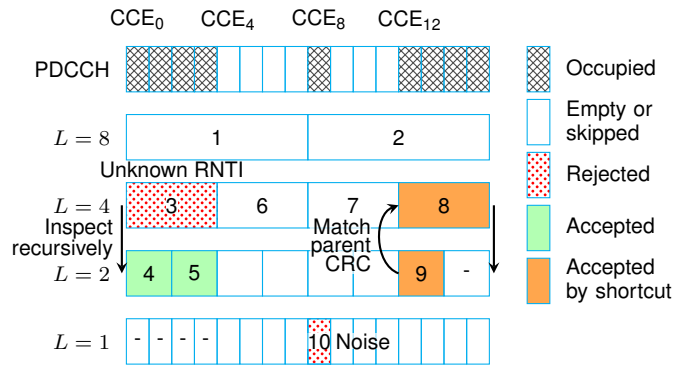 CCE₀ CCE₄ CCE₈ CCE₁₂
PDCCH
Occupied
L = 8
1 2
Empty or
skipped
Unknown RNTI
L = 4
3 6 7 8
Rejected
Inspect
recursively
Match
parent
CRC
Accepted
L = 2
4 5 9 -
Accepted
by shortcut
L = 1
- - - - 10 Noise